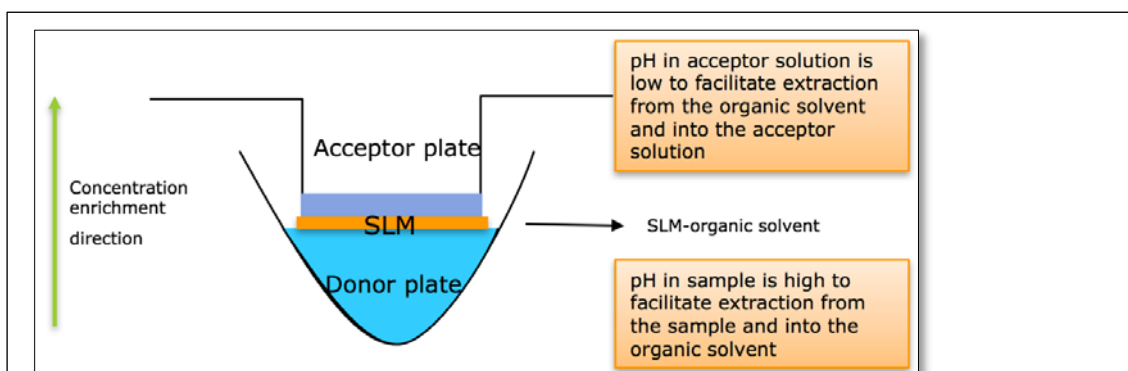 pH in acceptor solution is
low to facilitate extraction
from the organic solvent
and into the acceptor
solution
Acceptor plate
Concentration
enrichment
direction
SLM
SLM-organic solvent
Donor plate
pH in sample is high to
facilitate extraction from
the sample and into the
organic solvent